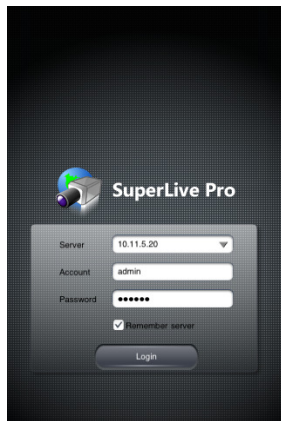 SuperLive Pro
Server 10.11.5.20
Account admin
Password ●●●●●●
Remember server
Login